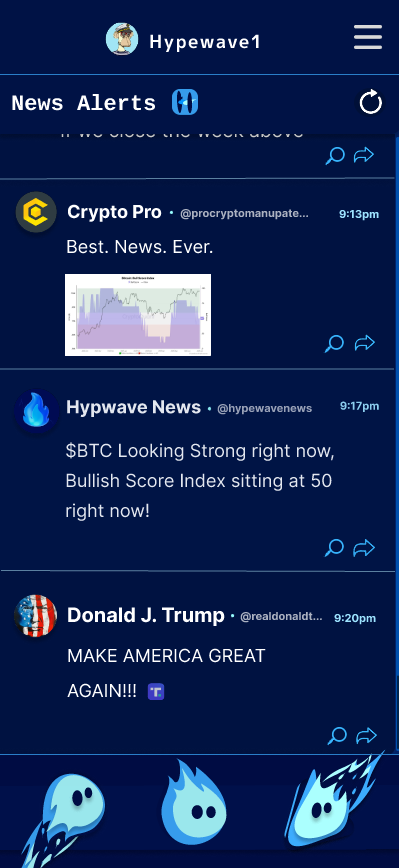 Hypewave1
News Alerts
if we close the week above
Crypto Pro · @procryptomanupate... 9:13pm
Best. News. Ever.
Hypwave News · @hypewavenews 9:17pm
$BTC Looking Strong right now,
Bullish Score Index sitting at 50
right now!
Donald J. Trump · @realdonaldt... 9:20pm
MAKE AMERICA GREAT
AGAIN!!!